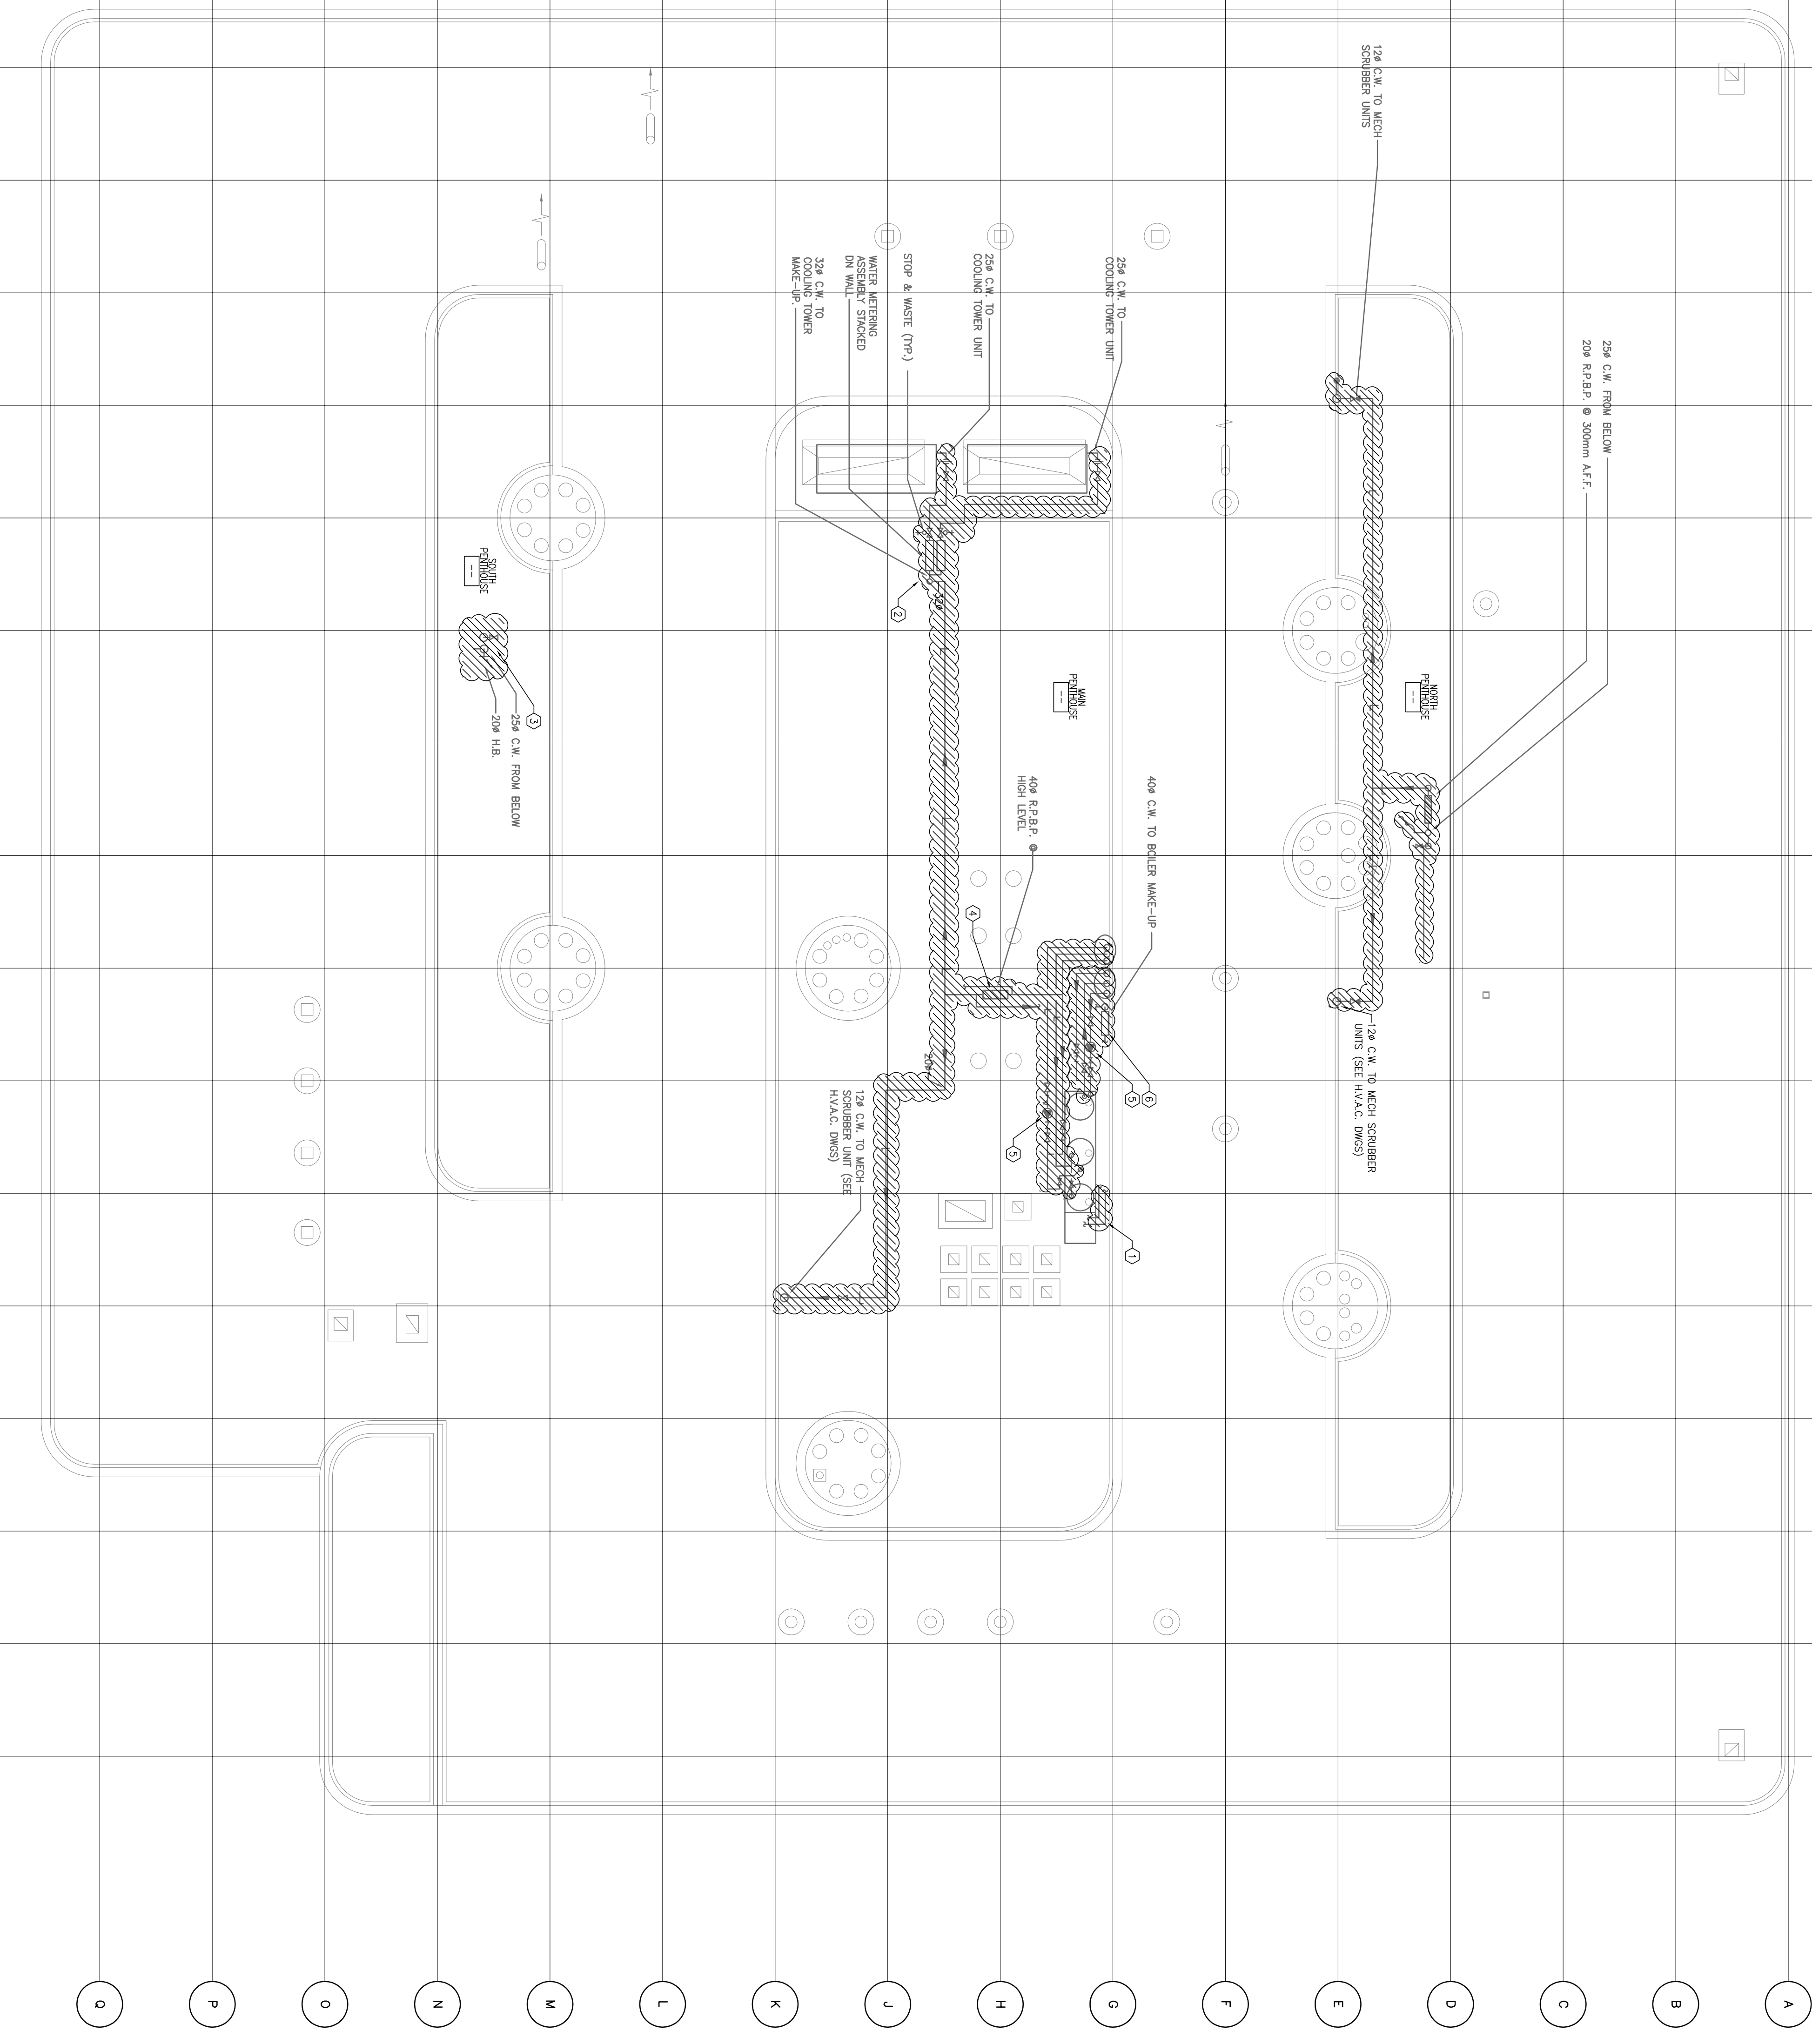 12ø C.W. TO MECH
SCRUBBER UNITS
25ø C.W. FROM BELOW
20ø R.P.B.P. @ 300mm A.F.F.
25ø C.W. TO
COOLING TOWER UNIT
25ø C.W. TO
COOLING TOWER UNIT
STOP & WASTE (TYP.)
WATER METERING
ASSEMBLY STACKED
DN WALL
32ø C.W. TO
COOLING TOWER
MAKE-UP.
2
32ø
SOUTH
PENTHOUSE
--
3
25ø C.W. FROM BELOW
20ø H.B.
MAIN
PENTHOUSE
--
NORTH
PENTHOUSE
--
40ø C.W. TO BOILER MAKE-UP
40ø R.P.B.P. @
HIGH LEVEL
4
6
5
5
1
20ø
12ø C.W. TO MECH SCRUBBER
UNITS (SEE H.V.A.C. DWGS)
12ø C.W. TO MECH
SCRUBBER UNIT (SEE
H.V.A.C. DWGS)
A
B
C
D
E
F
G
H
J
K
L
M
N
O
P
Q